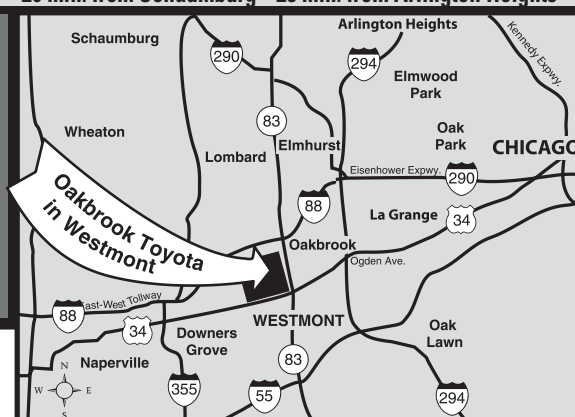 Schaumburg
Arlington Heights
Kennedy Expwy.
290
294
Elmwood
Park
83
Wheaton
Oak
Park
Elmhurst
CHICAGO
Lombard
Eisenhower Expwy.
290
Oakbrook Toyota
in Westmont
88
La Grange
34
Oakbrook
Ogden Ave.
ast-West Tollway
88
34
WESTMONT
Downers
Grove
Oak
Lawn
Naperville
83
N
W
E
S
355
55
294